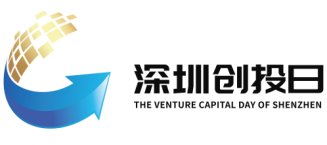 深圳创投日
THE VENTURE CAPITAL DAY OF SHENZHEN